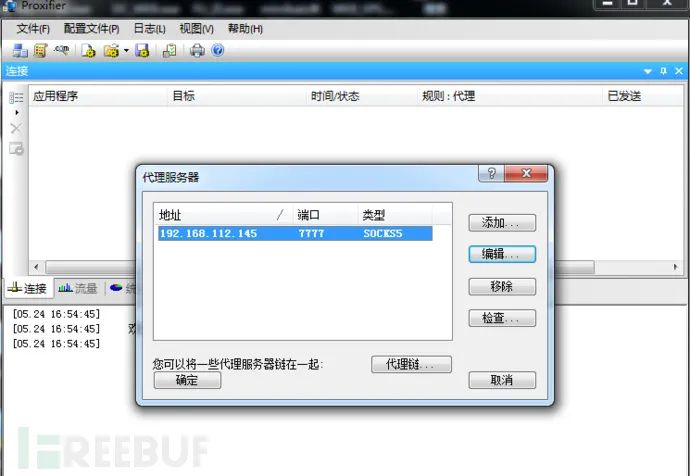 Proxifier
文件(F) 配置文件(P) 日志(L) 视图(V) 帮助(H)
连接
应用程序 目标 时间/状态 规则 : 代理 已发送
代理服务器
地址 / 端口 类型
192.168.112.145 7777 SOCKS5
添加...
编辑...
移除
检查...
您可以将一些代理服务器链在一起:
代理链...
确定
取消
连接 流量 统
[05.24 16:54:45]
[05.24 16:54:45] 欢
[05.24 16:54:45]
REEBUF